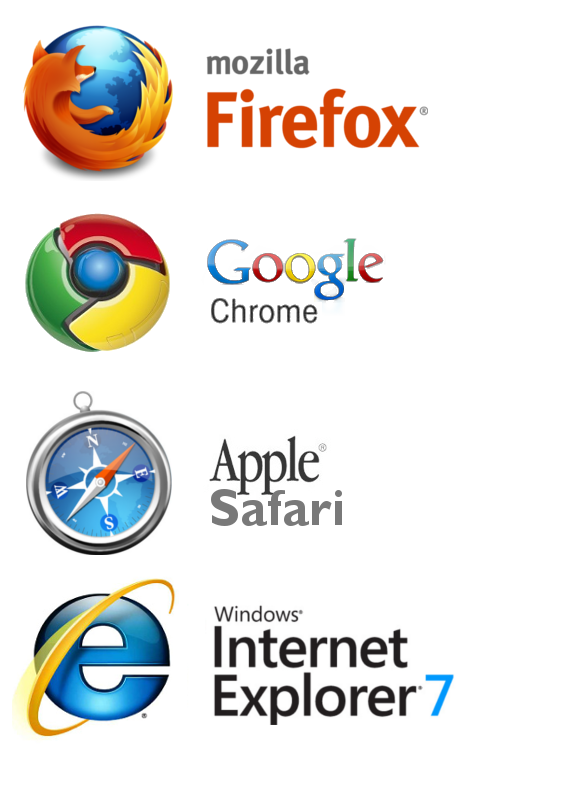 mozilla
Firefox®
Google
Chrome
N
E
W
S
Apple®
Safari
Windows®
Internet
Explorer®7
e
®